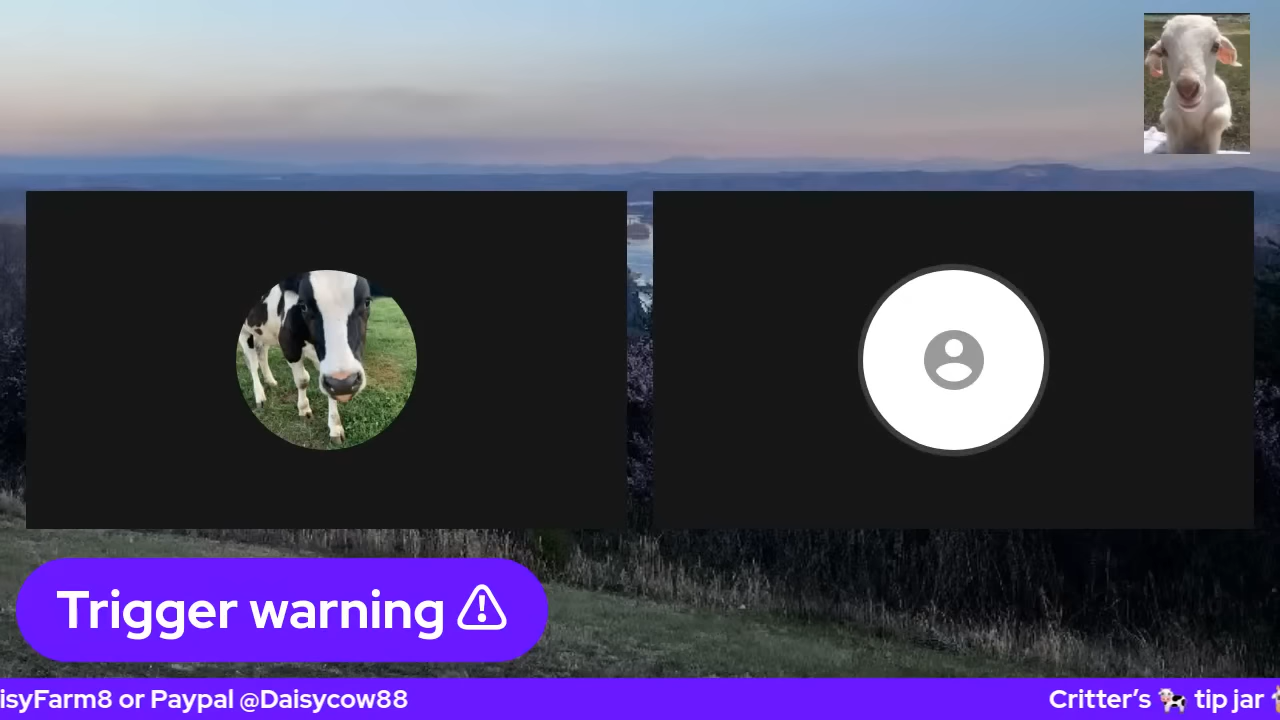 Trigger warning ⚠
isyFarm8 or Paypal @Daisycow88
Critter’s 🐄 tip jar